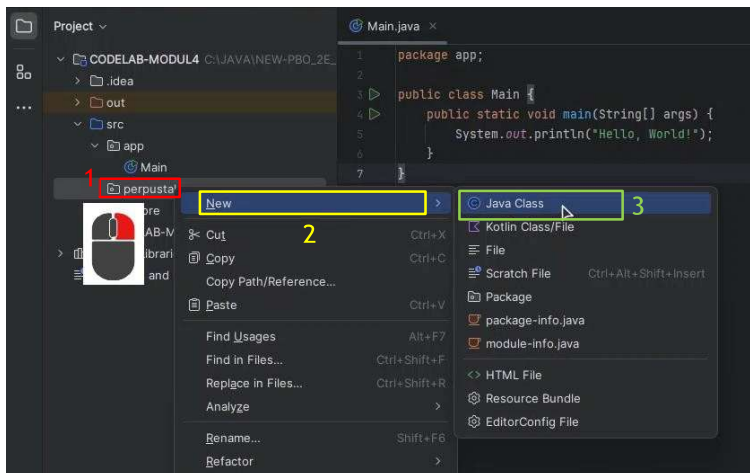 Project
Main.java
CODELAB-MODUL4 C:\JAVA\NEW-PBO_2E_
.idea
out
src
app
Main
1
perpustal
1 package app;
2
3 public class Main {
4 public static void main(String[] args) {
5 System.out.println("Hello, World!");
6 }
7 }
New
2
Cut Ctrl+X
Copy Ctrl+C
Copy Path/Reference...
Paste Ctrl+V
Find Usages Alt+F7
Find in Files... Ctrl+Shift+F
Replace in Files... Ctrl+Shift+R
Analyze
Rename... Shift+F6
Refactor
Java Class
3
Kotlin Class/File
File
Scratch File Ctrl+Alt+Shift+Insert
Package
package-info.java
module-info.java
HTML File
Resource Bundle
EditorConfig File
ore
AB-M
ibrari
and